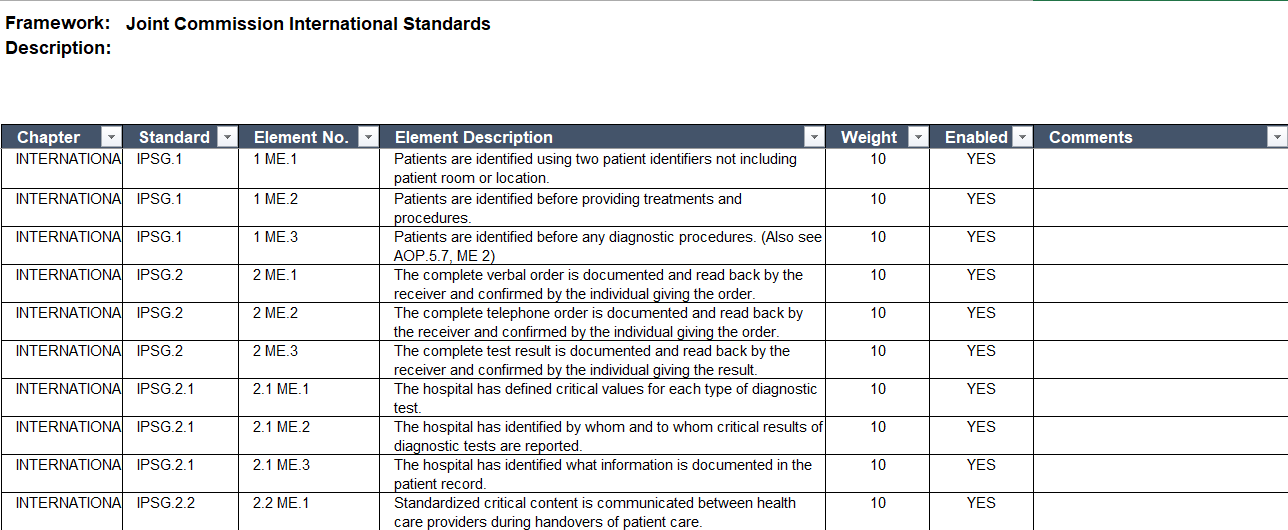 Framework: Joint Commission International Standards
Description:
Chapter Standard Element No. Element Description Weight Enabled Comments
INTERNATIONA IPSG.1 1 ME.1 Patients are identified using two patient identifiers not including 10 YES
patient room or location.
INTERNATIONA IPSG.1 1 ME.2 Patients are identified before providing treatments and 10 YES
procedures.
INTERNATIONA IPSG.1 1 ME.3 Patients are identified before any diagnostic procedures. (Also see 10 YES
AOP.5.7, ME 2)
INTERNATIONA IPSG.2 2 ME.1 The complete verbal order is documented and read back by the 10 YES
receiver and confirmed by the individual giving the order.
INTERNATIONA IPSG.2 2 ME.2 The complete telephone order is documented and read back by 10 YES
the receiver and confirmed by the individual giving the order.
INTERNATIONA IPSG.2 2 ME.3 The complete test result is documented and read back by the 10 YES
receiver and confirmed by the individual giving the result.
INTERNATIONA IPSG.2.1 2.1 ME.1 The hospital has defined critical values for each type of diagnostic 10 YES
test.
INTERNATIONA IPSG.2.1 2.1 ME.2 The hospital has identified by whom and to whom critical results of 10 YES
diagnostic tests are reported.
INTERNATIONA IPSG.2.1 2.1 ME.3 The hospital has identified what information is documented in the 10 YES
patient record.
INTERNATIONA IPSG.2.2 2.2 ME.1 Standardized critical content is communicated between health 10 YES
care providers during handovers of patient care.